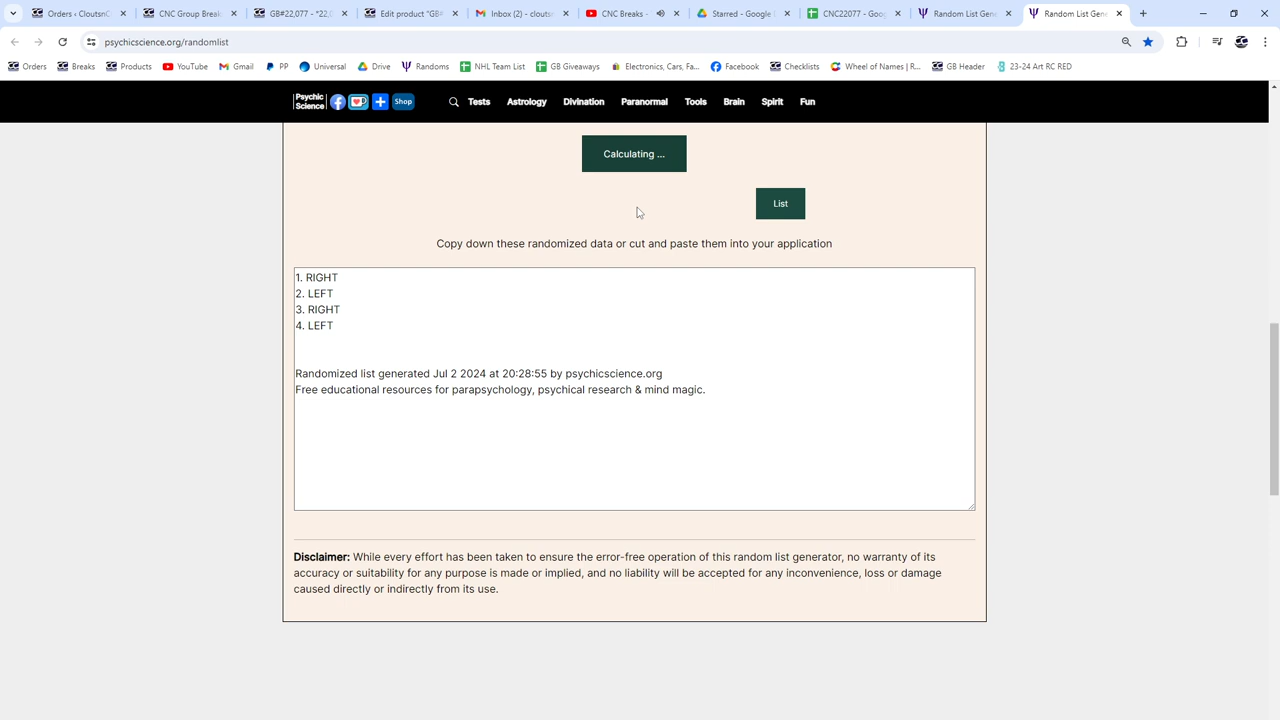 Orders ‹ CloutsnC
CNC Group Break
GB#22,077 - *22,0
Edit product "GB#
Inbox (2) - clouts
CNC Breaks -
Starred - Google D
CNC22077 - Goo
Random List Gene
Random List Gene
psychicscience.org/randomlist
Orders
Breaks
Products
YouTube
Gmail
PP
Universal
Drive
Randoms
NHL Team List
GB Giveaways
Electronics, Cars, Fa...
Facebook
Checklists
Wheel of Names | R...
GB Header
23-24 Art RC RED
Psychic Science
Shop
Tests
Astrology
Divination
Paranormal
Tools
Brain
Spirit
Fun
Calculating ...
List
Copy down these randomized data or cut and paste them into your application
1. RIGHT
2. LEFT
3. RIGHT
4. LEFT
Randomized list generated Jul 2 2024 at 20:28:55 by psychicscience.org
Free educational resources for parapsychology, psychical research & mind magic.
Disclaimer: While every effort has been taken to ensure the error-free operation of this random list generator, no warranty of its
accuracy or suitability for any purpose is made or implied, and no liability will be accepted for any inconvenience, loss or damage
caused directly or indirectly from its use.